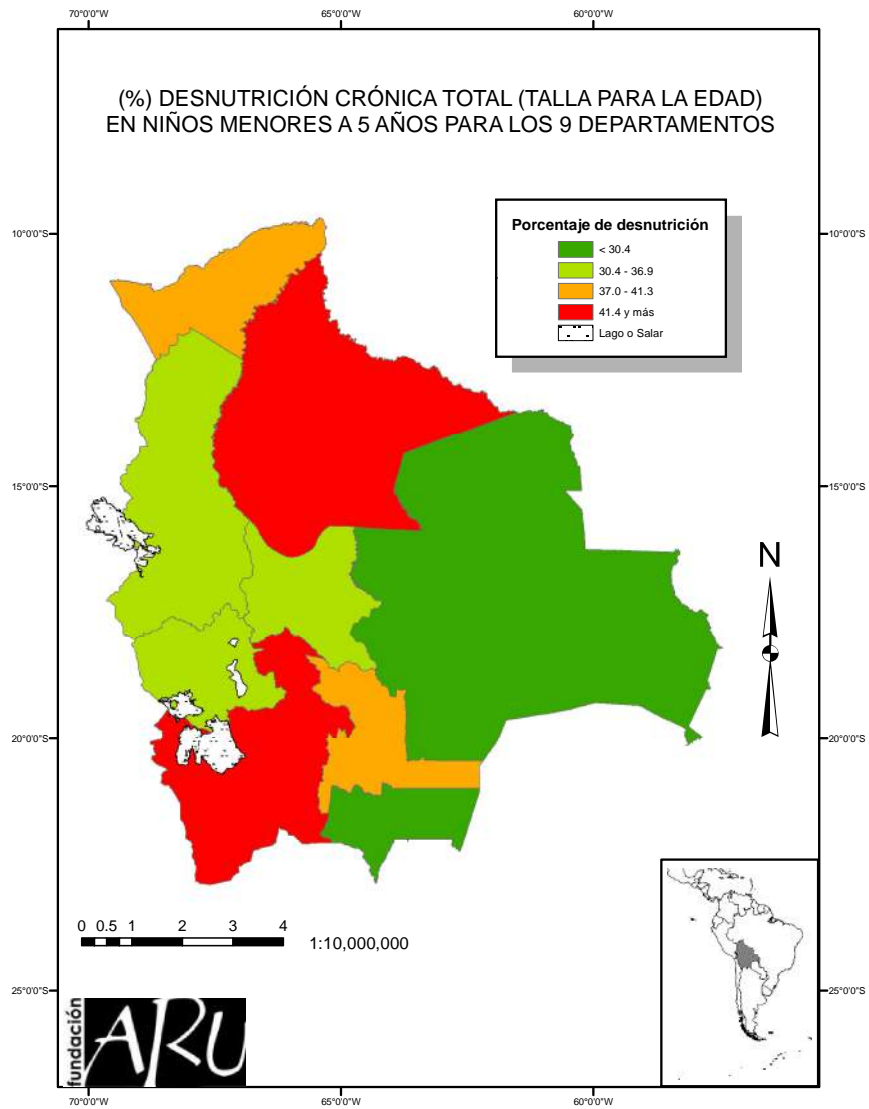 70°0'0"W 65°0'0"W 60°0'0"W
(%) DESNUTRICIÓN CRÓNICA TOTAL (TALLA PARA LA EDAD)
EN NIÑOS MENORES A 5 AÑOS PARA LOS 9 DEPARTAMENTOS
Porcentaje de desnutrición
< 30.4
30.4 - 36.9
37.0 - 41.3
41.4 y más
Lago o Salar
10°0'0"S 10°0'0"S
15°0'0"S 15°0'0"S
N
20°0'0"S 20°0'0"S
0 0.5 1 2 3 4
1:10,000,000
25°0'0"S 25°0'0"S
fundación
ARU
70°0'0"W 65°0'0"W 60°0'0"W